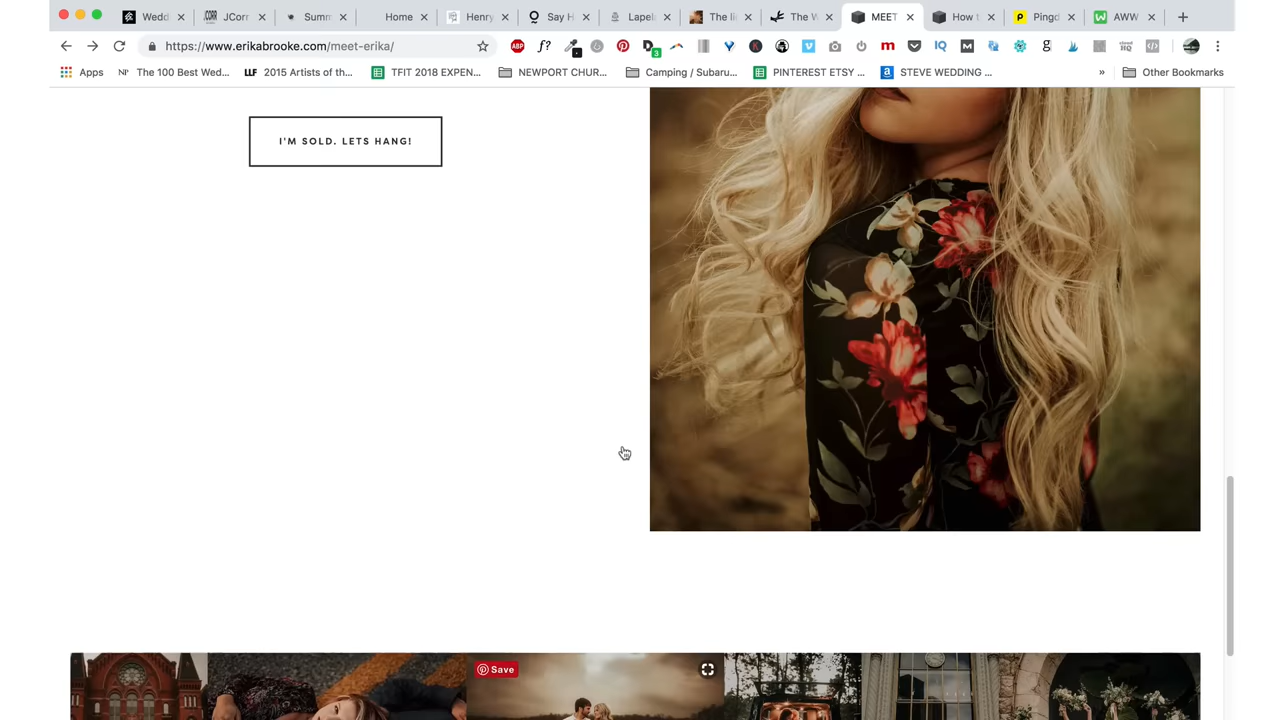 Wedd
JCorr
Summ
Home
Henry
Say H
Lapel
The li
The W
MEET
How t
Pingd
AWW
https://www.erikabrooke.com/meet-erika/
Apps
The 100 Best Wed...
LLF 2015 Artists of th...
TFIT 2018 EXPEN...
NEWPORT CHUR...
Camping / Subaru...
PINTEREST ETSY ...
STEVE WEDDING ...
»
Other Bookmarks
I'M SOLD. LETS HANG!
Save